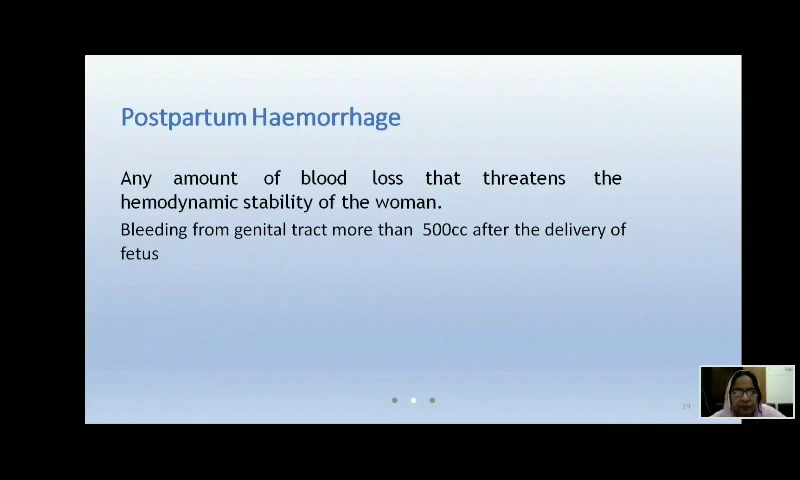 Postpartum Haemorrhage
Any amount of blood loss that threatens the
hemodynamic stability of the woman.
Bleeding from genital tract more than 500cc after the delivery of
fetus